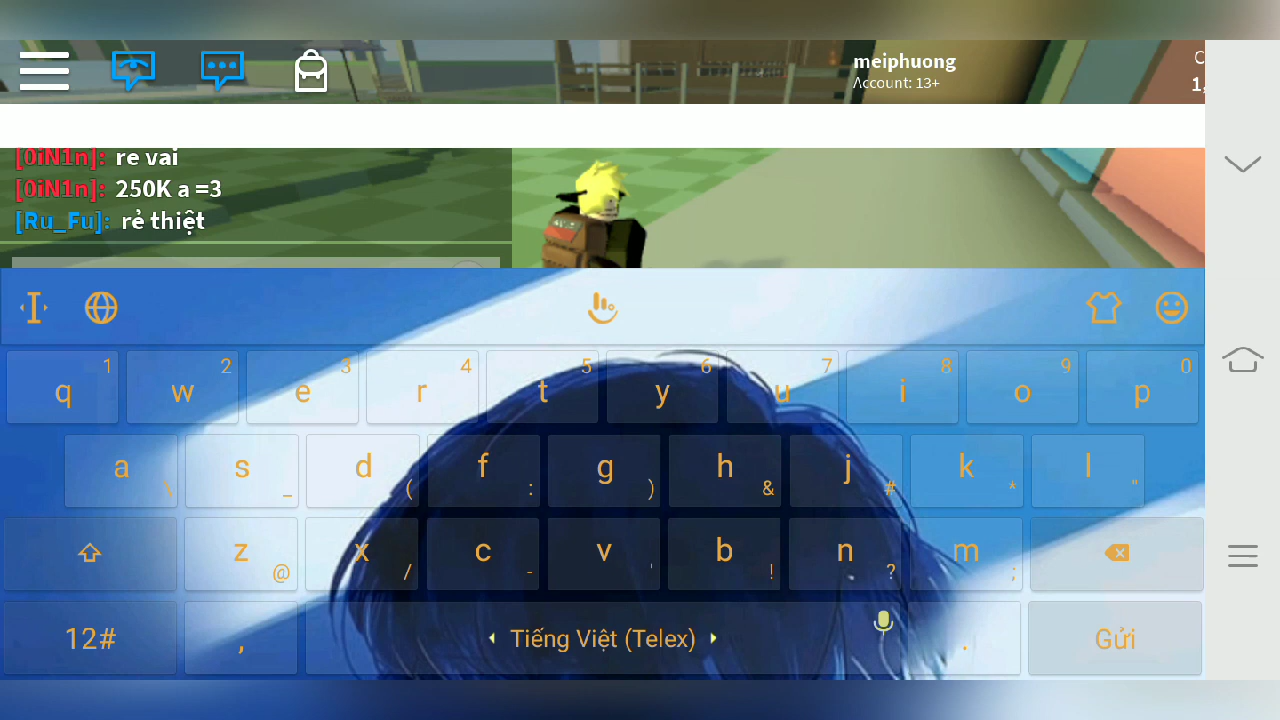 meiphuong
Account: 13+
C
1,
[0iN1n]: re vai
[0iN1n]: 250K a =3
[Ru_Fu]: rẻ thiệt
q 1 w 2 e 3 r 4 t 5 y 6 u 7 i 8 o 9 p 0
a \ s _ d ( f : g ) h & j # k * l "
z @ x / c - v ' b ! n ? m ;
12# , Tiếng Việt (Telex) . Gửi